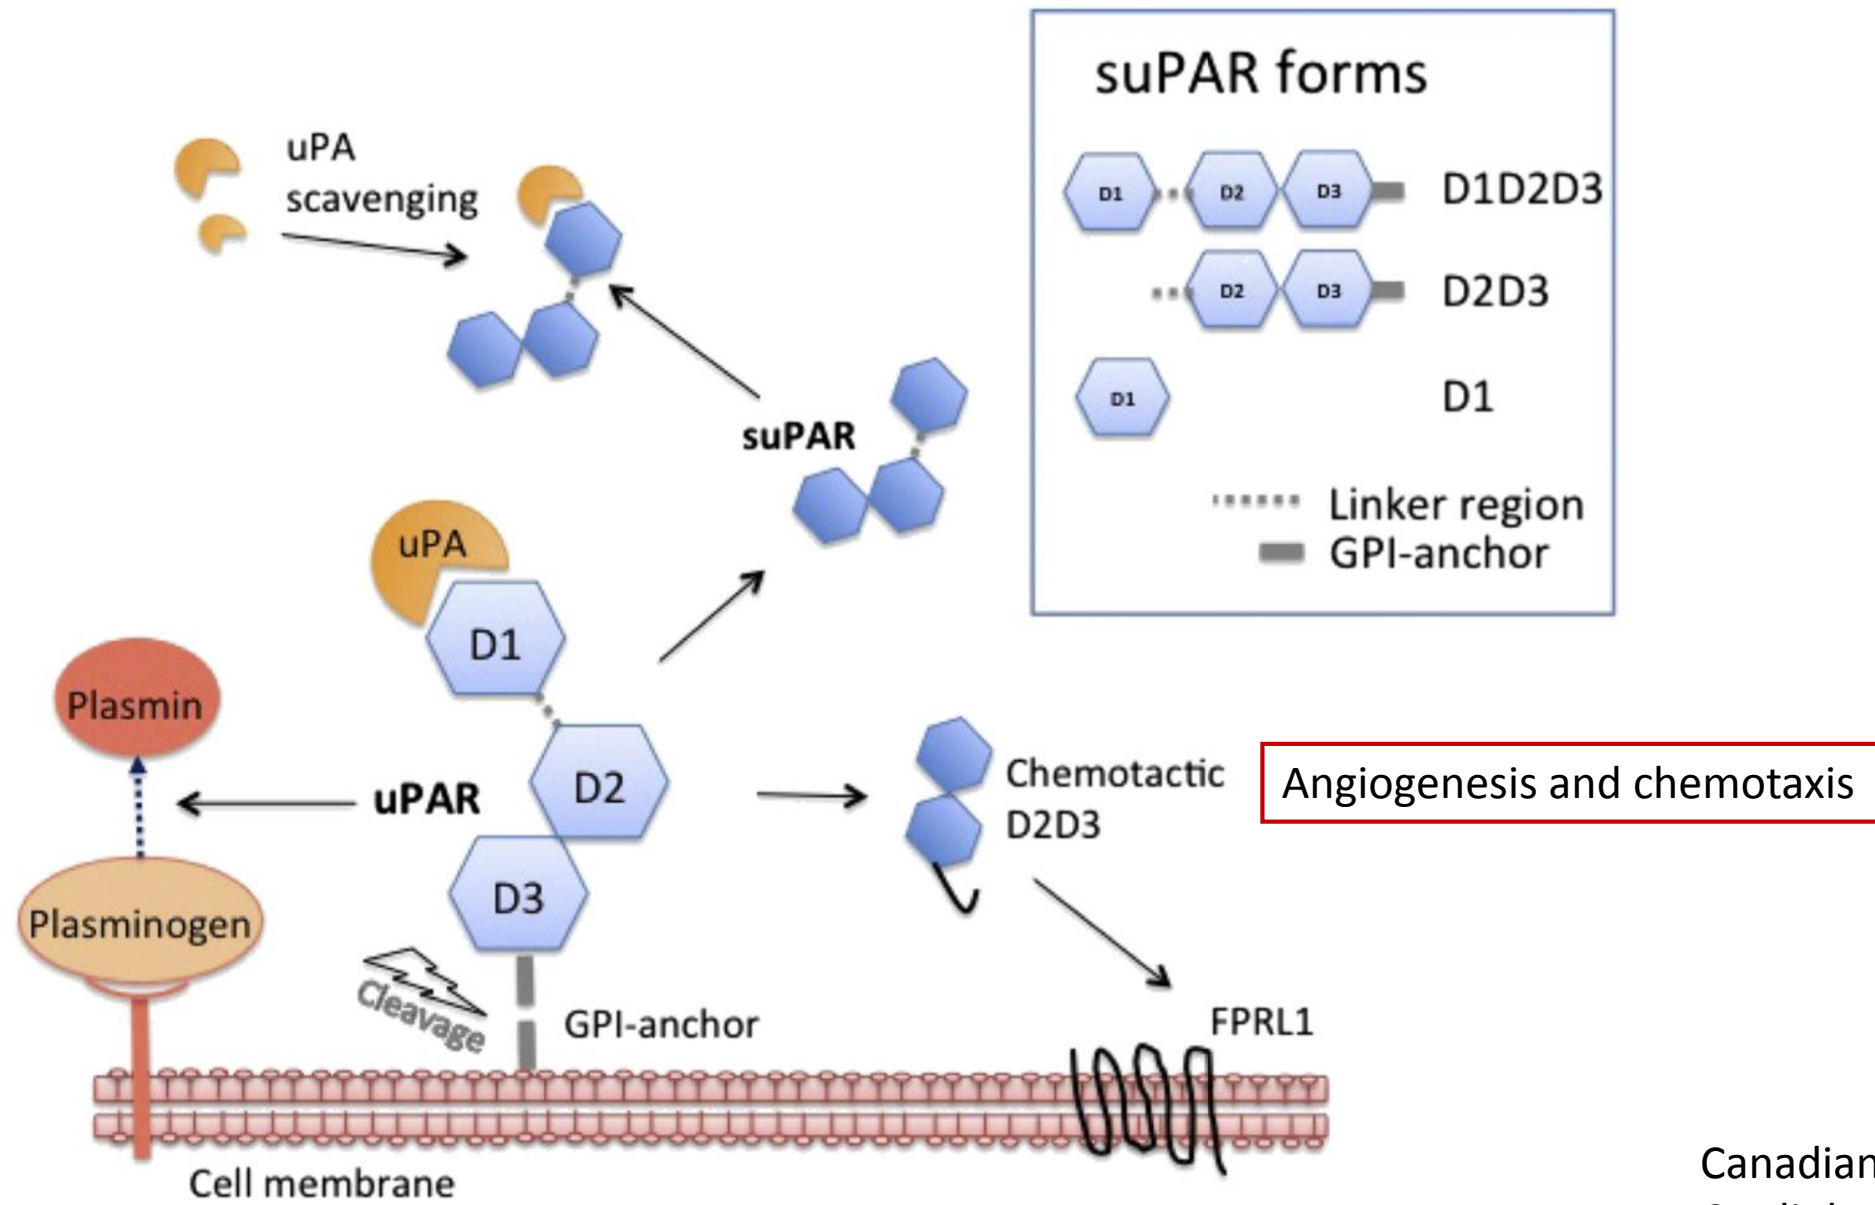 suPAR forms
D1
D2
D3
D1D2D3
D2
D3
D2D3
D1
D1
Linker region
GPI-anchor
uPA
scavenging
suPAR
uPA
D1
Plasmin
uPAR
D2
Chemotactic
D2D3
Angiogenesis and chemotaxis
D3
Plasminogen
Cleavage
GPI-anchor
FPRL1
Cell membrane
Canadian